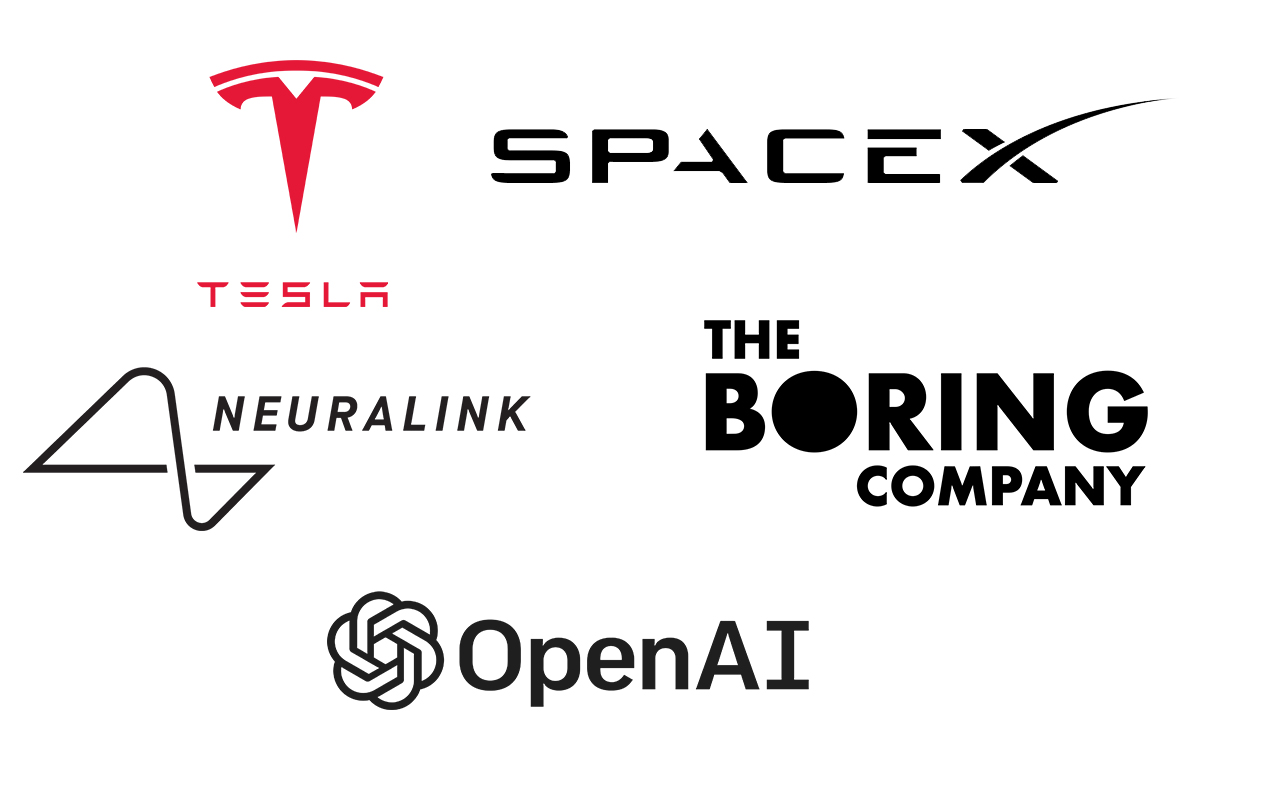 TESLA
SPACEX
NEURALINK
THE
BORING
COMPANY
OpenAI